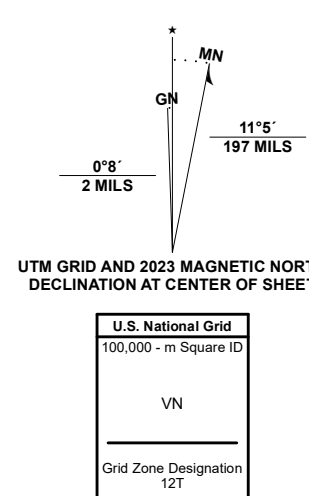 ★
MN
GN
11°5´
197 MILS
0°8´
2 MILS
UTM GRID AND 2023 MAGNETIC NORT
DECLINATION AT CENTER OF SHEET
U.S. National Grid
100,000 - m Square ID
VN
Grid Zone Designation
12T